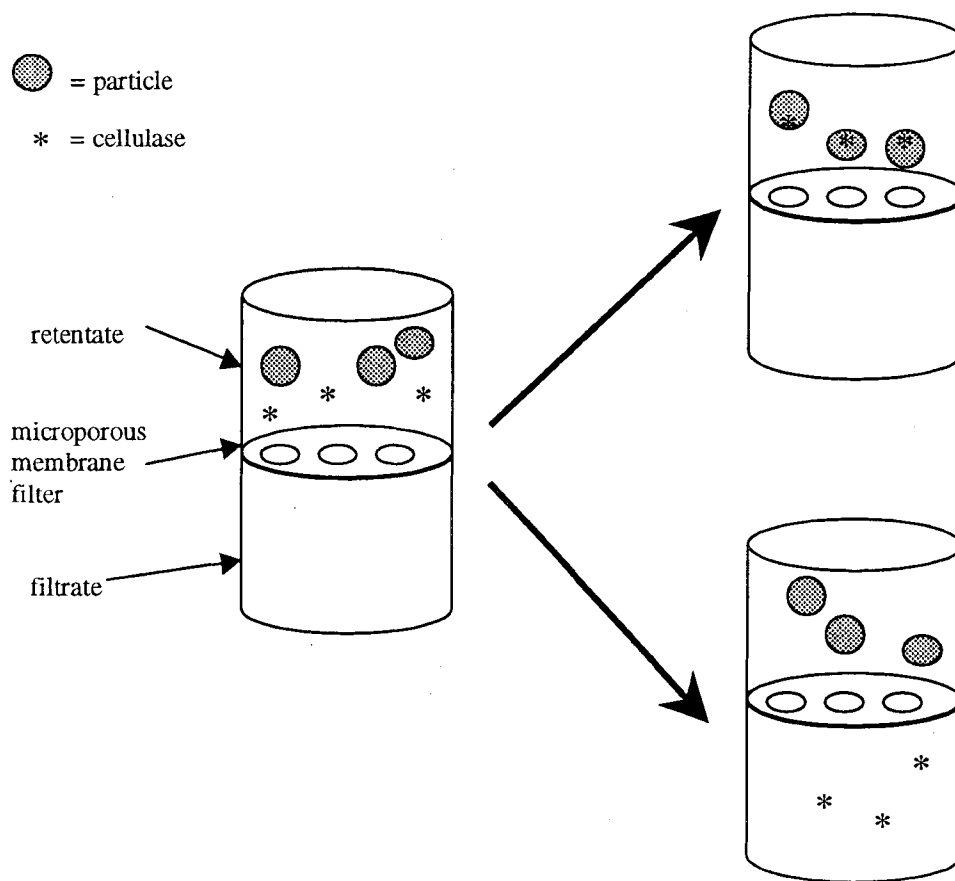 = particle
* = cellulase
retentate
microporous
membrane
filter
filtrate